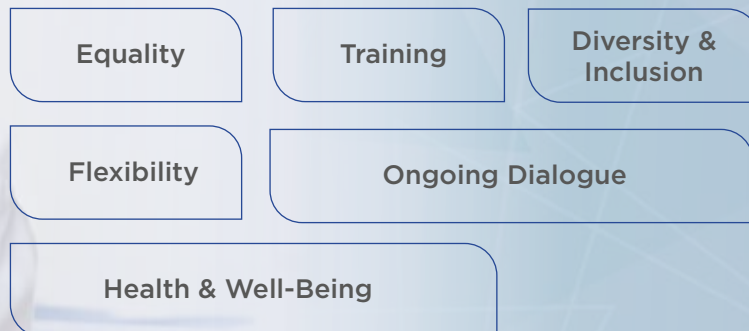 Equality
Training
Diversity &
Inclusion
Flexibility
Ongoing Dialogue
Health & Well-Being